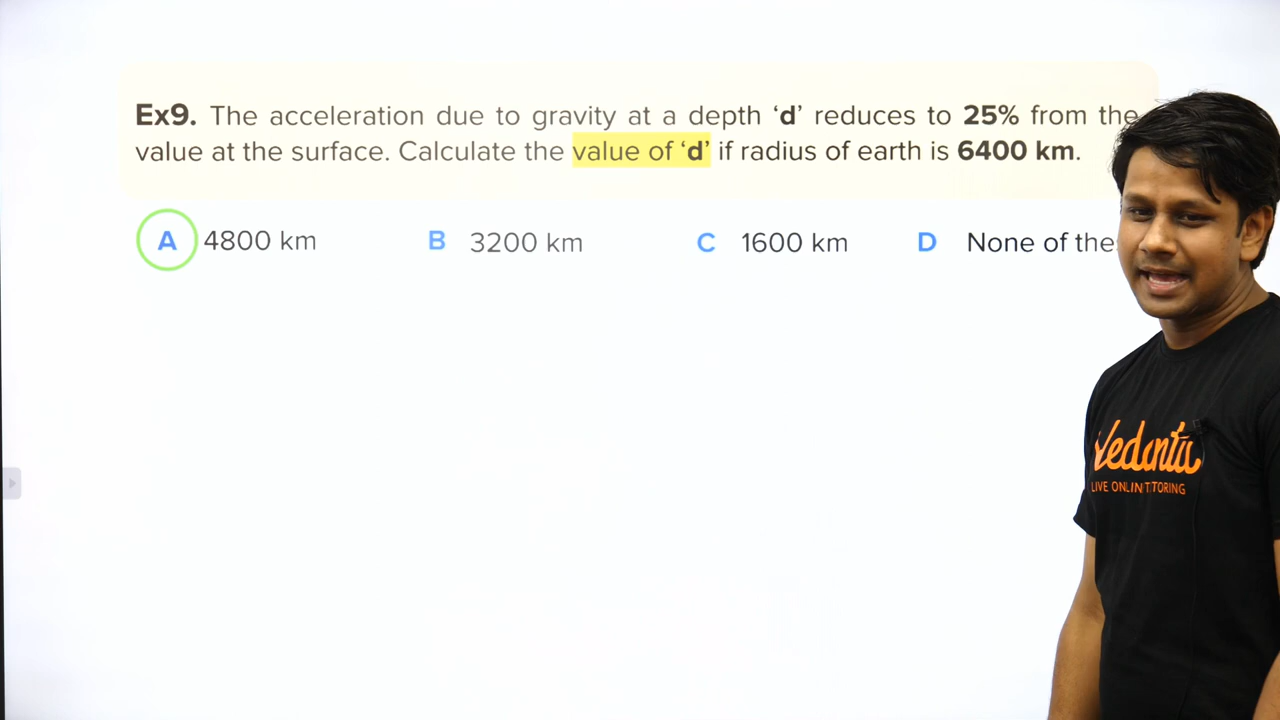 Ex9. The acceleration due to gravity at a depth ‘d’ reduces to 25% from the
value at the surface. Calculate the value of ‘d’ if radius of earth is 6400 km.
A 4800 km B 3200 km C 1600 km D None of the
Vedantu
LIVE ONLIN TORING